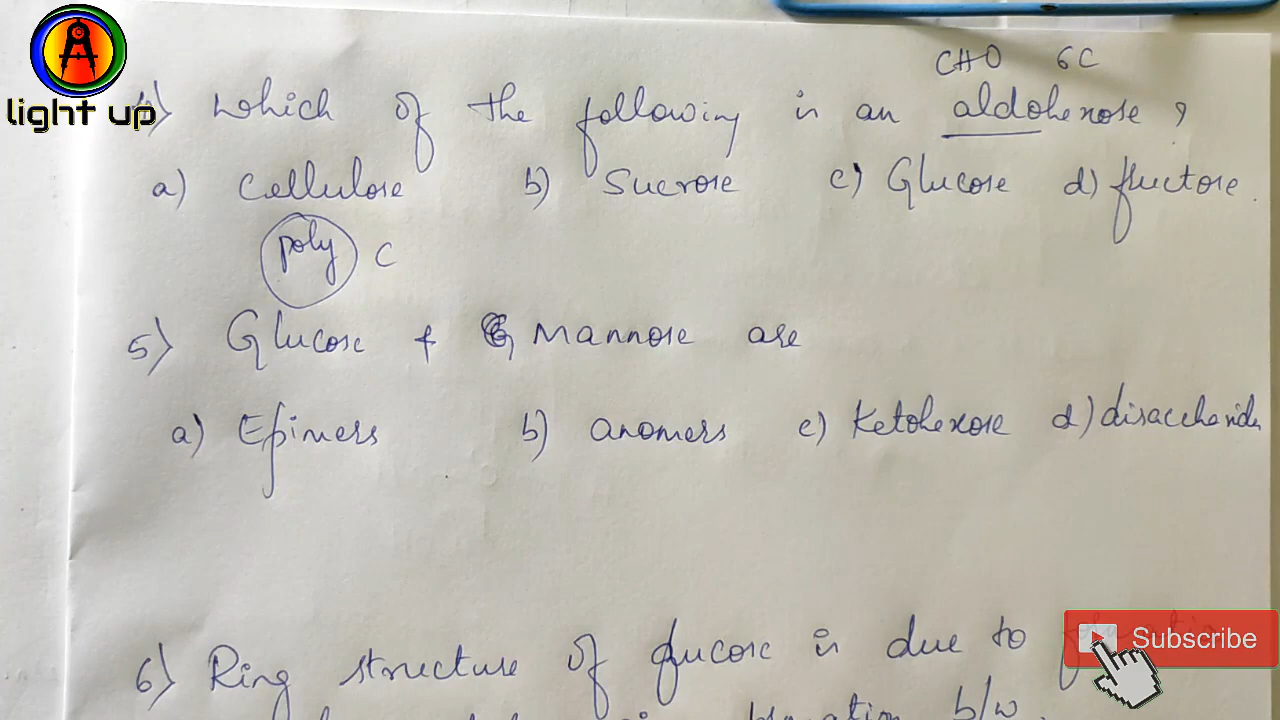 light up
CHO 6C
4) Which of the following is an aldohexose ?
a) Cellulose b) Sucrose c) Glucose d) fructose.
poly C
5) Glucose + Mannose are
a) Epimers b) anomers c) Ketohexose d) disaccharide
6) Ring structure of glucose is due to
b/w
Subscribe